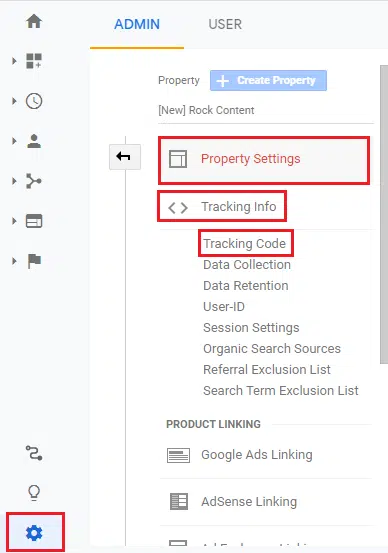 ADMIN USER
Property + Create Property
[New] Rock Content
Property Settings
Tracking Info
Tracking Code
Data Collection
Data Retention
User-ID
Session Settings
Organic Search Sources
Referral Exclusion List
Search Term Exclusion List
PRODUCT LINKING
Google Ads Linking
AdSense Linking